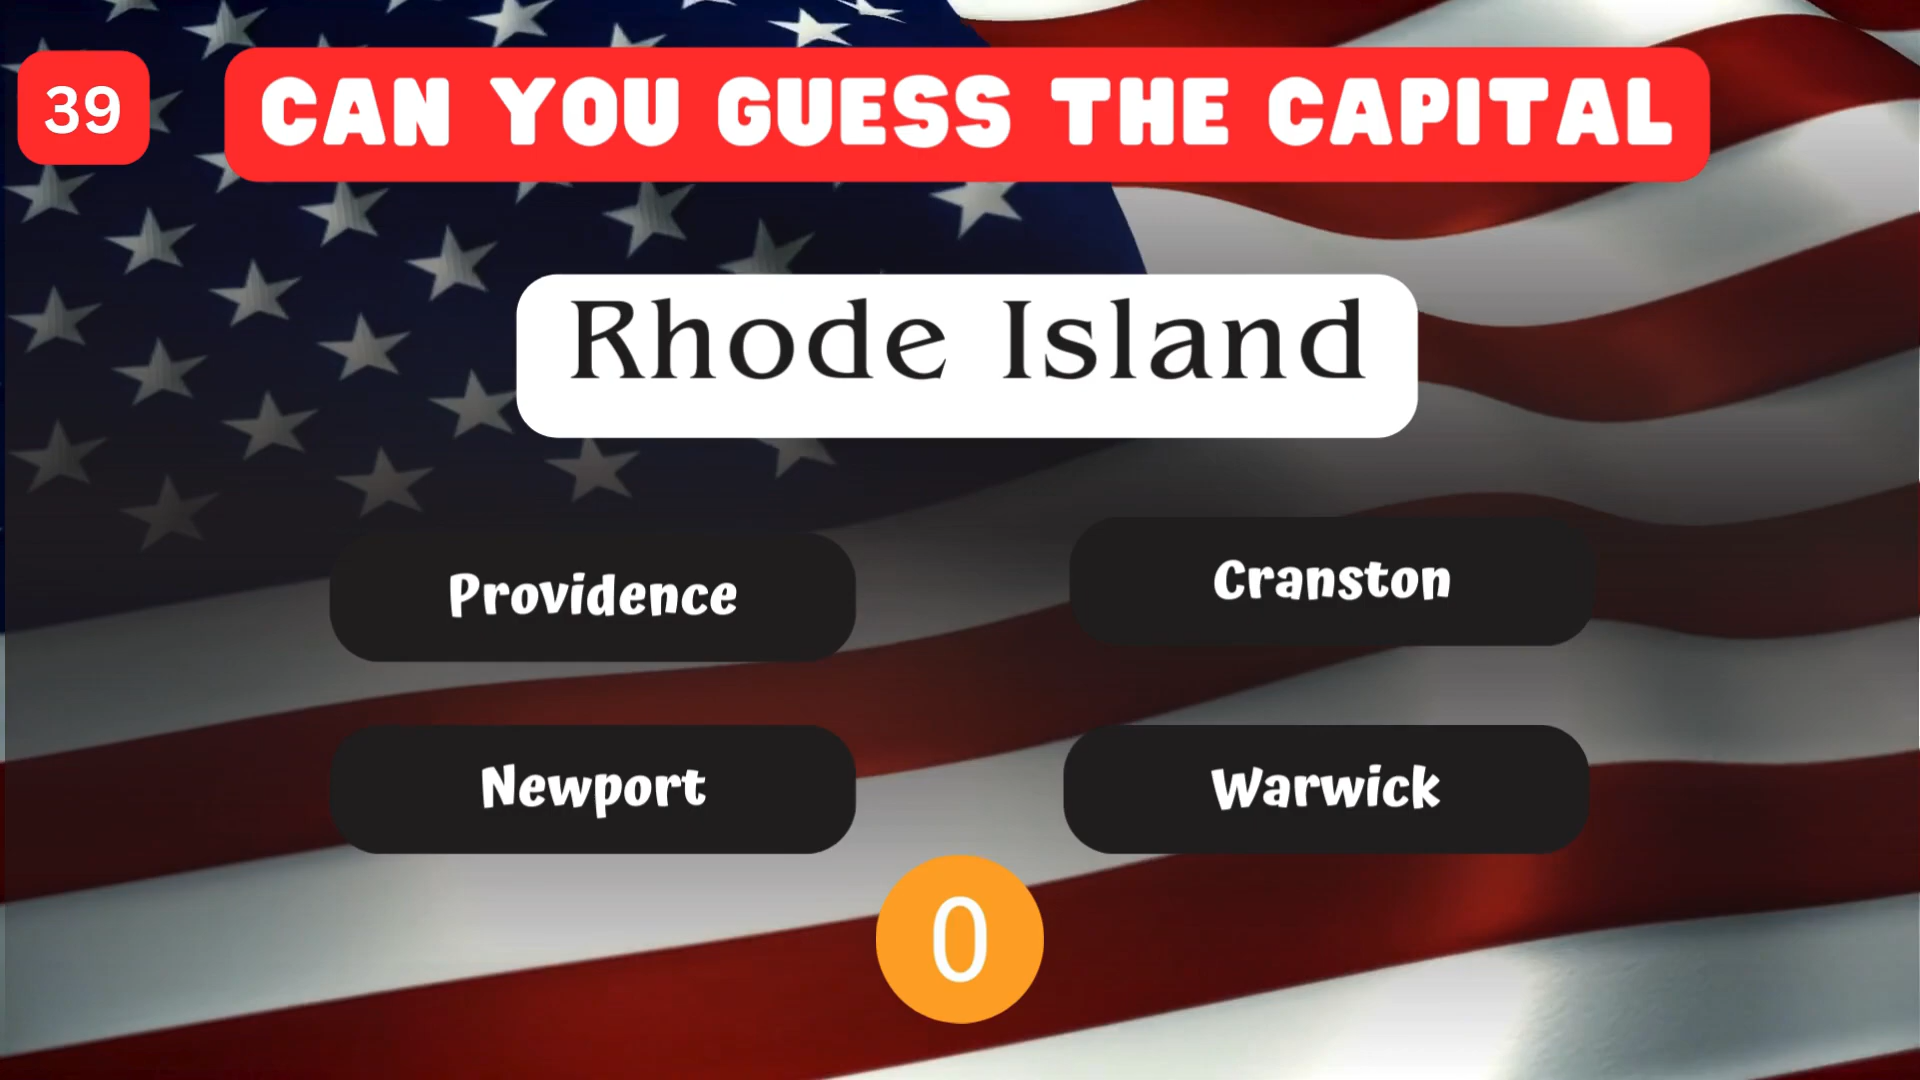 39
CAN YOU GUESS THE CAPITAL
Rhode Island
Providence
Cranston
Newport
Warwick
0